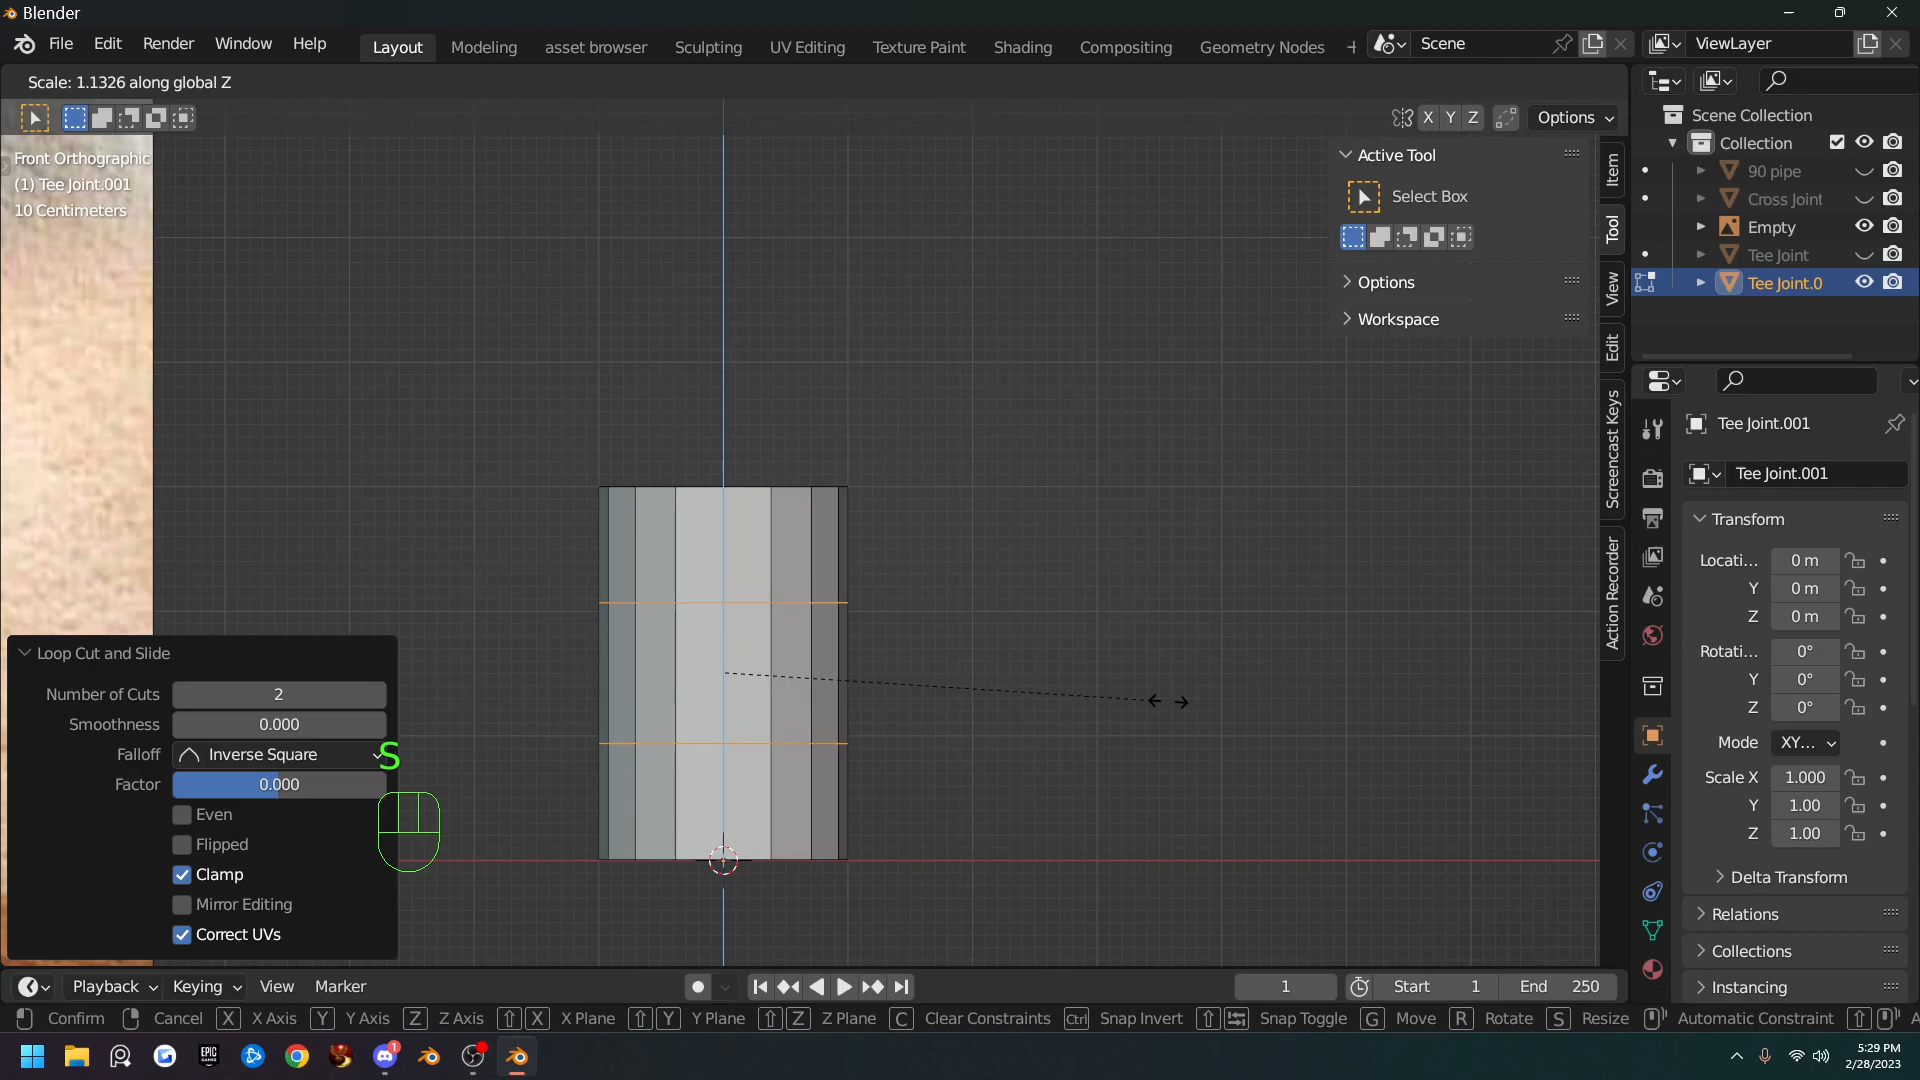 Blender
File Edit Render Window Help Layout Modeling asset browser Sculpting UV Editing Texture Paint Shading Compositing Geometry Nodes + Scene ViewLayer
Scale: 1.1326 along global Z
X Y Z Options
Front Orthographic
(1) Tee Joint.001
10 Centimeters
Active Tool
Select Box
Options
Workspace
Item
Tool
View
Edit
Screencast Keys
Action Recorder
Scene Collection
Collection
90 pipe
Cross Joint
Empty
Tee Joint
Tee Joint.0
Tee Joint.001
Tee Joint.001
Transform
Locati... 0 m
Y 0 m
Z 0 m
Rotati... 0°
Y 0°
Z 0°
Mode XY...
Scale X 1.000
Y 1.00
Z 1.00
Delta Transform
Relations
Collections
Instancing
Loop Cut and Slide
Number of Cuts 2
Smoothness 0.000
Falloff Inverse Square
Factor 0.000
Even
Flipped
Clamp
Mirror Editing
Correct UVs
S
Playback Keying View Marker 1 Start 1 End 250
Confirm Cancel X X Axis Y Y Axis Z Z Axis X X Plane Y Y Plane Z Z Plane C Clear Constraints Ctrl Snap Invert Snap Toggle G Move R Rotate S Resize Automatic Constraint A
EPIC GAMES
1
5:29 PM
2/28/2023